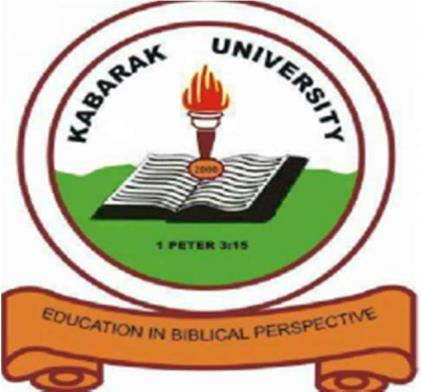 KABARAK UNIVERSITY
2000
1 PETER 3:15
EDUCATION IN BIBLICAL PERSPECTIVE